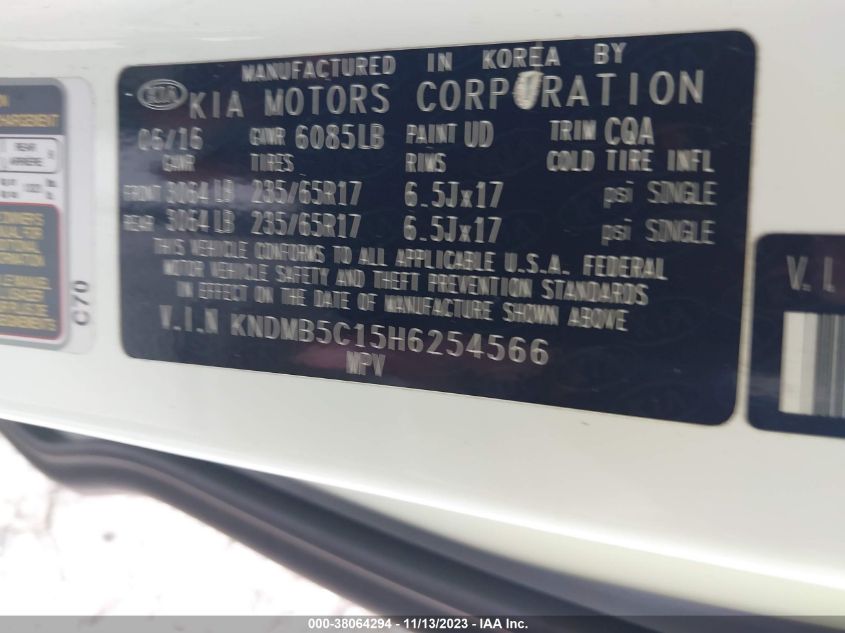 MANUFACTURED IN KOREA BY
KIA KIA MOTORS CORPORATION
06/16 GVWR 6085LB PAINT UD TRIM CQA
GAWR TIRES RIMS COLD TIRE INFL
FRONT 3064 LB 235/65R17 6.5Jx17 psi SINGLE
REAR 3064 LB 235/65R17 6.5Jx17 psi SINGLE
THIS VEHICLE CONFORMS TO ALL APPLICABLE U.S.A. FEDERAL
MOTOR VEHICLE SAFETY AND THEFT PREVENTION STANDARDS
IN EFFECT ON THE DATE OF MANUFACTURE SHOWN ABOVE.
V.I.N KNDMB5C15H6254566
MPV
REAR
ARRIERE
C70
V.I.
000-38064294 - 11/13/2023 - IAA Inc.